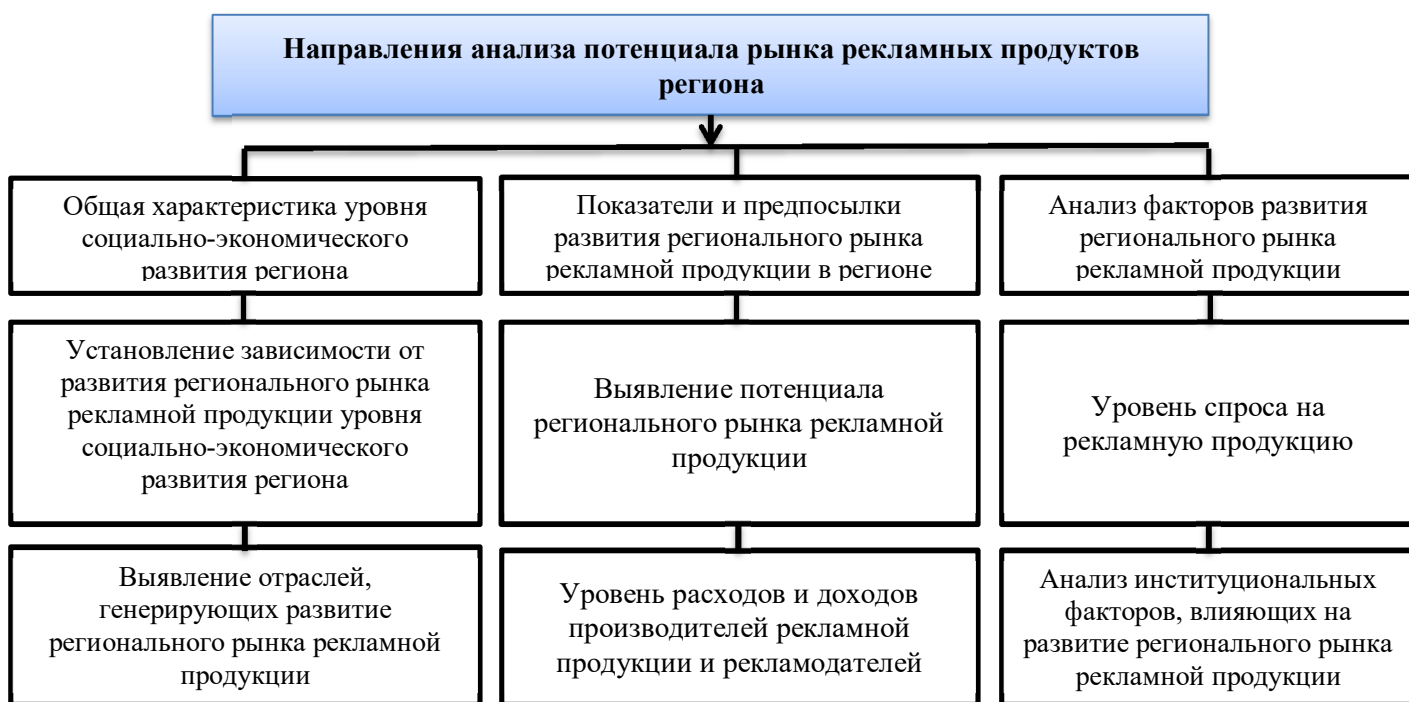 Направления анализа потенциала рынка рекламных продуктов
региона
Общая характеристика уровня
социально-экономического
развития региона
Показатели и предпосылки
развития регионального рынка
рекламной продукции в регионе
Анализ факторов развития
регионального рынка
рекламной продукции
Установление зависимости от
развития регионального рынка
рекламной продукции уровня
социально-экономического
развития региона
Выявление потенциала
регионального рынка рекламной
продукции
Уровень спроса на
рекламную продукцию
Выявление отраслей,
генерирующих развитие
регионального рынка рекламной
продукции
Уровень расходов и доходов
производителей рекламной
продукции и рекламодателей
Анализ институциональных
факторов, влияющих на
развитие регионального рынка
рекламной продукции